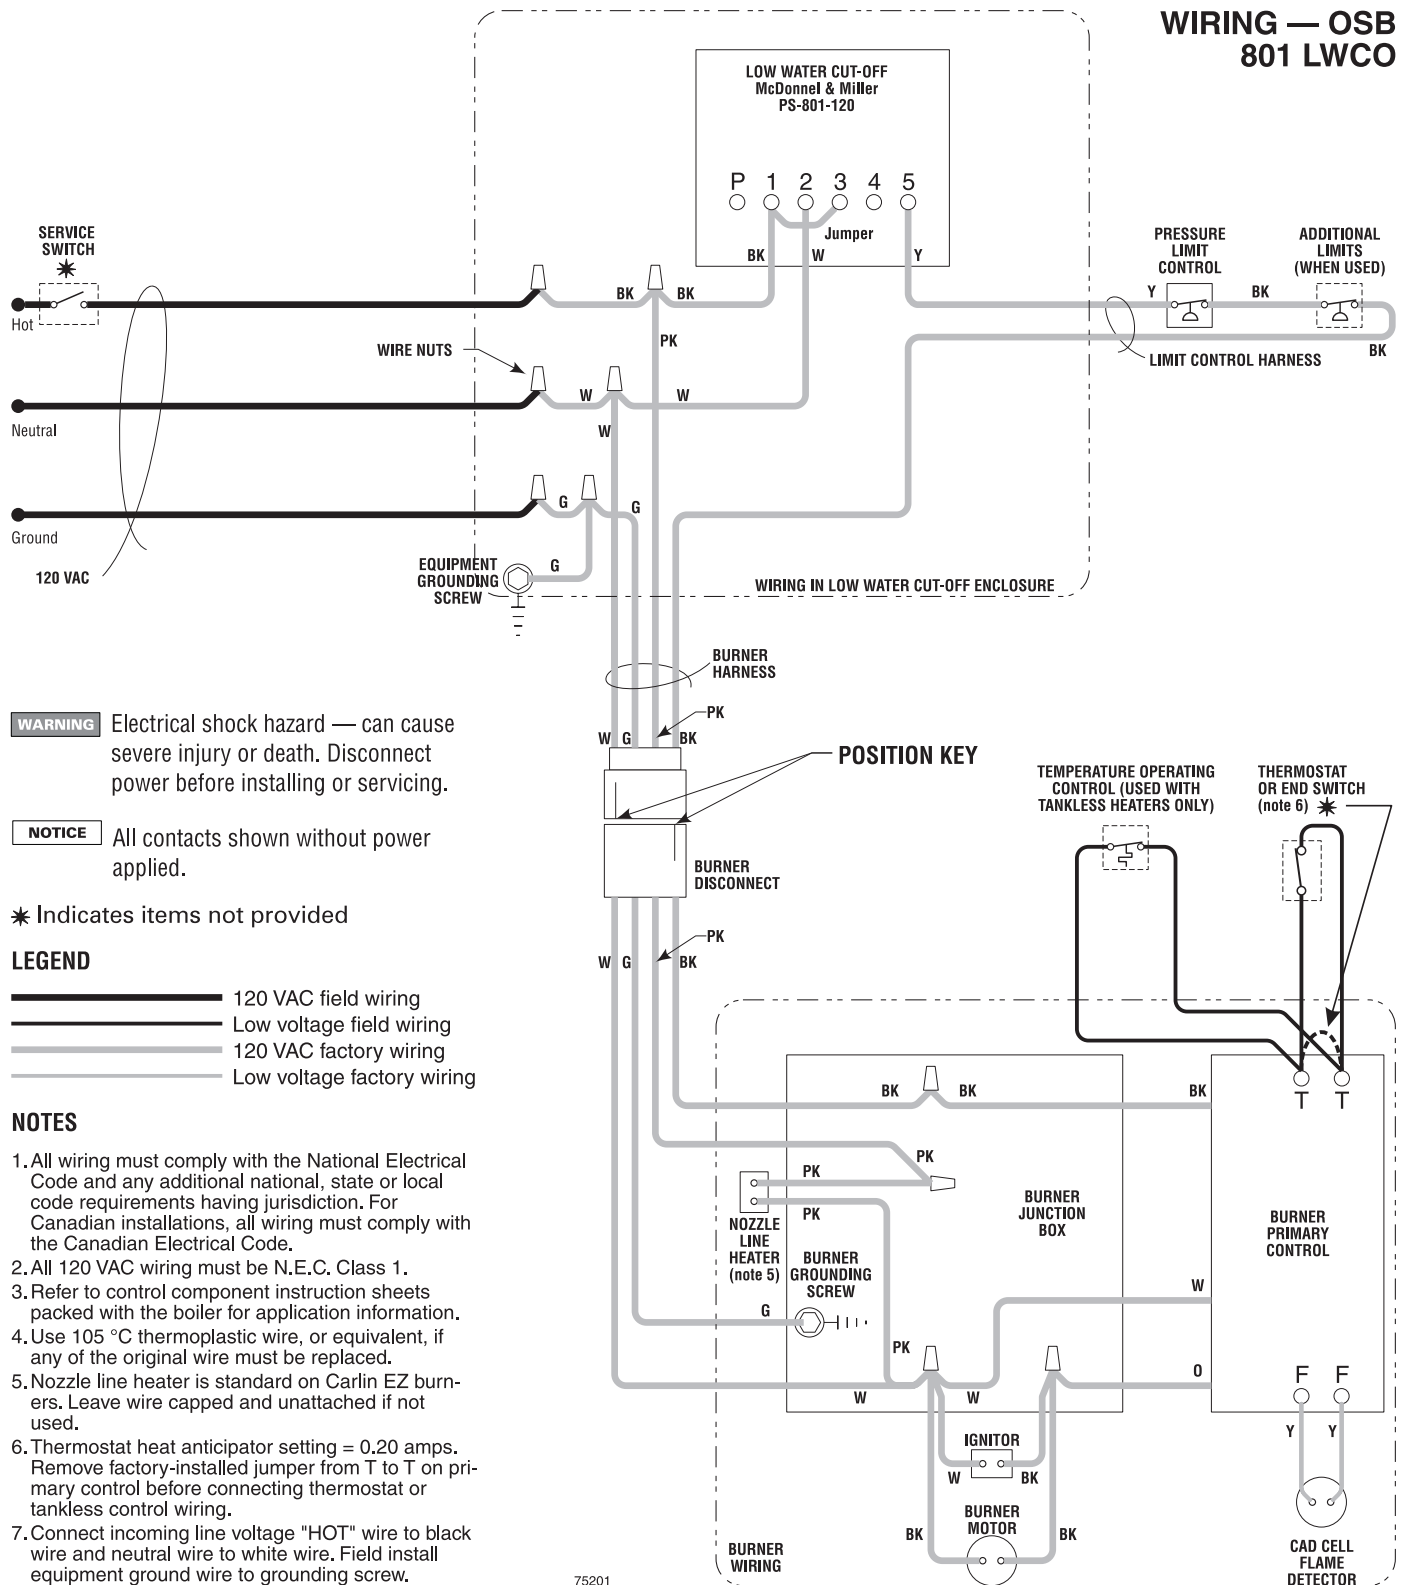 WIRING — OSB
801 LWCO
LOW WATER CUT-OFF
McDonnel & Miller
PS-801-120
P 1 2 3 4 5
Jumper
BK W Y
SERVICE
SWITCH
✷
Hot
BK BK
PK
PRESSURE
LIMIT
CONTROL
ADDITIONAL
LIMITS
(WHEN USED)
Y BK
BK
LIMIT CONTROL HARNESS
WIRE NUTS
W W
W
Neutral
G G
Ground
120 VAC
EQUIPMENT
GROUNDING
SCREW
G
WIRING IN LOW WATER CUT-OFF ENCLOSURE
BURNER
HARNESS
PK
W G BK
POSITION KEY
BURNER
DISCONNECT
PK
W G BK
WARNING Electrical shock hazard — can cause
severe injury or death. Disconnect
power before installing or servicing.
NOTICE All contacts shown without power
applied.
✷ Indicates items not provided
LEGEND
120 VAC field wiring
Low voltage field wiring
120 VAC factory wiring
Low voltage factory wiring
NOTES
1. All wiring must comply with the National Electrical
Code and any additional national, state or local
code requirements having jurisdiction. For
Canadian installations, all wiring must comply with
the Canadian Electrical Code.
2. All 120 VAC wiring must be N.E.C. Class 1.
3. Refer to control component instruction sheets
packed with the boiler for application information.
4. Use 105 °C thermoplastic wire, or equivalent, if
any of the original wire must be replaced.
5. Nozzle line heater is standard on Carlin EZ burn-
ers. Leave wire capped and unattached if not
used.
6. Thermostat heat anticipator setting = 0.20 amps.
Remove factory-installed jumper from T to T on pri-
mary control before connecting thermostat or
tankless control wiring.
7. Connect incoming line voltage "HOT" wire to black
wire and neutral wire to white wire. Field install
equipment ground wire to grounding screw.
TEMPERATURE OPERATING
CONTROL (USED WITH
TANKLESS HEATERS ONLY)
THERMOSTAT
OR END SWITCH
(note 6) ✷
T T
BK BK BK
PK
PK
PK
NOZZLE
LINE
HEATER
(note 5)
BURNER
GROUNDING
SCREW
G
BURNER
JUNCTION
BOX
BURNER
PRIMARY
CONTROL
W
PK
O
W W
F F
Y Y
IGNITOR
W BK
BURNER
MOTOR
BK BK
BURNER
WIRING
CAD CELL
FLAME
DETECTOR
75201